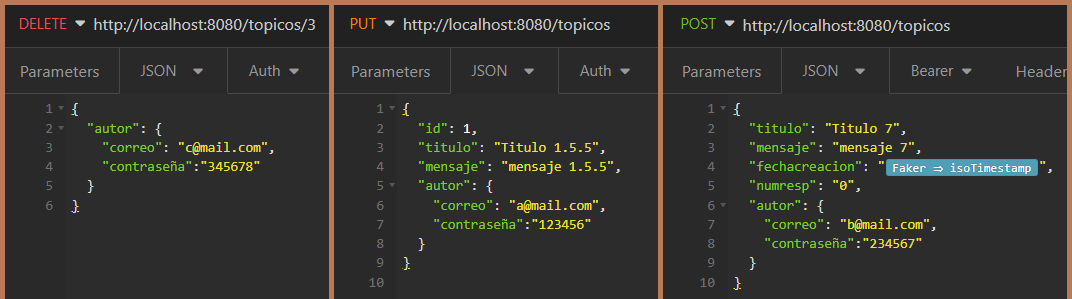 DELETE http://localhost:8080/topicos/3
Parameters JSON Auth
1 {
2 "autor": {
3 "correo": "c@mail.com",
4 "contraseña":"345678"
5 }
6 }
PUT http://localhost:8080/topicos
Parameters JSON Auth
1 {
2 "id": 1,
3 "titulo": "Titulo 1.5.5",
4 "mensaje": "mensaje 1.5.5",
5 "autor": {
6 "correo": "a@mail.com",
7 "contraseña":"123456"
8 }
9 }
10
POST http://localhost:8080/topicos
Parameters JSON Bearer Header
1 {
2 "titulo": "Titulo 7",
3 "mensaje": "mensaje 7",
4 "fechacreacion": "Faker ⇒ isoTimestamp",
5 "numresp": "0",
6 "autor": {
7 "correo": "b@mail.com",
8 "contraseña":"234567"
9 }
10 }